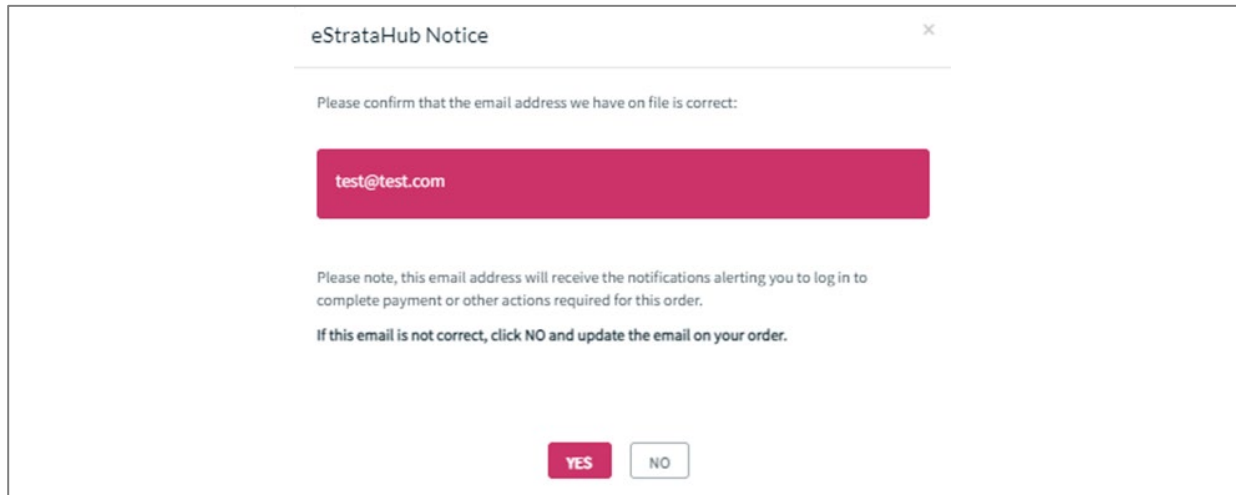 eStrataHub Notice ×
Please confirm that the email address we have on file is correct:
test@test.com
Please note, this email address will receive the notifications alerting you to log in to
complete payment or other actions required for this order.
If this email is not correct, click NO and update the email on your order.
YES NO